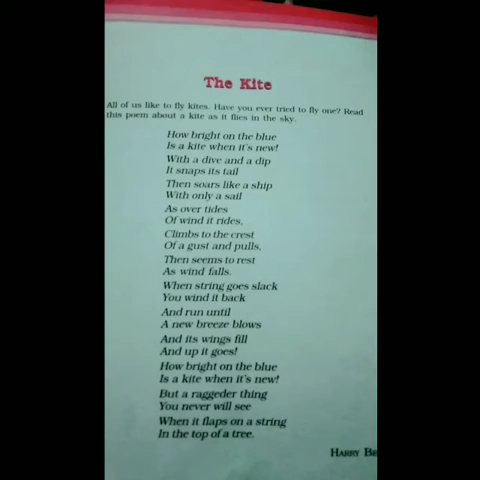 The Kite
All of us like to fly kites. Have you ever tried to fly one? Read
this poem about a kite as it flies in the sky.
How bright on the blue
Is a kite when it's new!
With a dive and a dip
It snaps its tail
Then soars like a ship
With only a sail
As over tides
Of wind it rides,
Climbs to the crest
Of a gust and pulls,
Then seems to rest
As wind falls.
When string goes slack
You wind it back
And run until
A new breeze blows
And its wings fill
And up it goes!
How bright on the blue
Is a kite when it's new!
But a raggeder thing
You never will see
When it flaps on a string
In the top of a tree.
HARRY